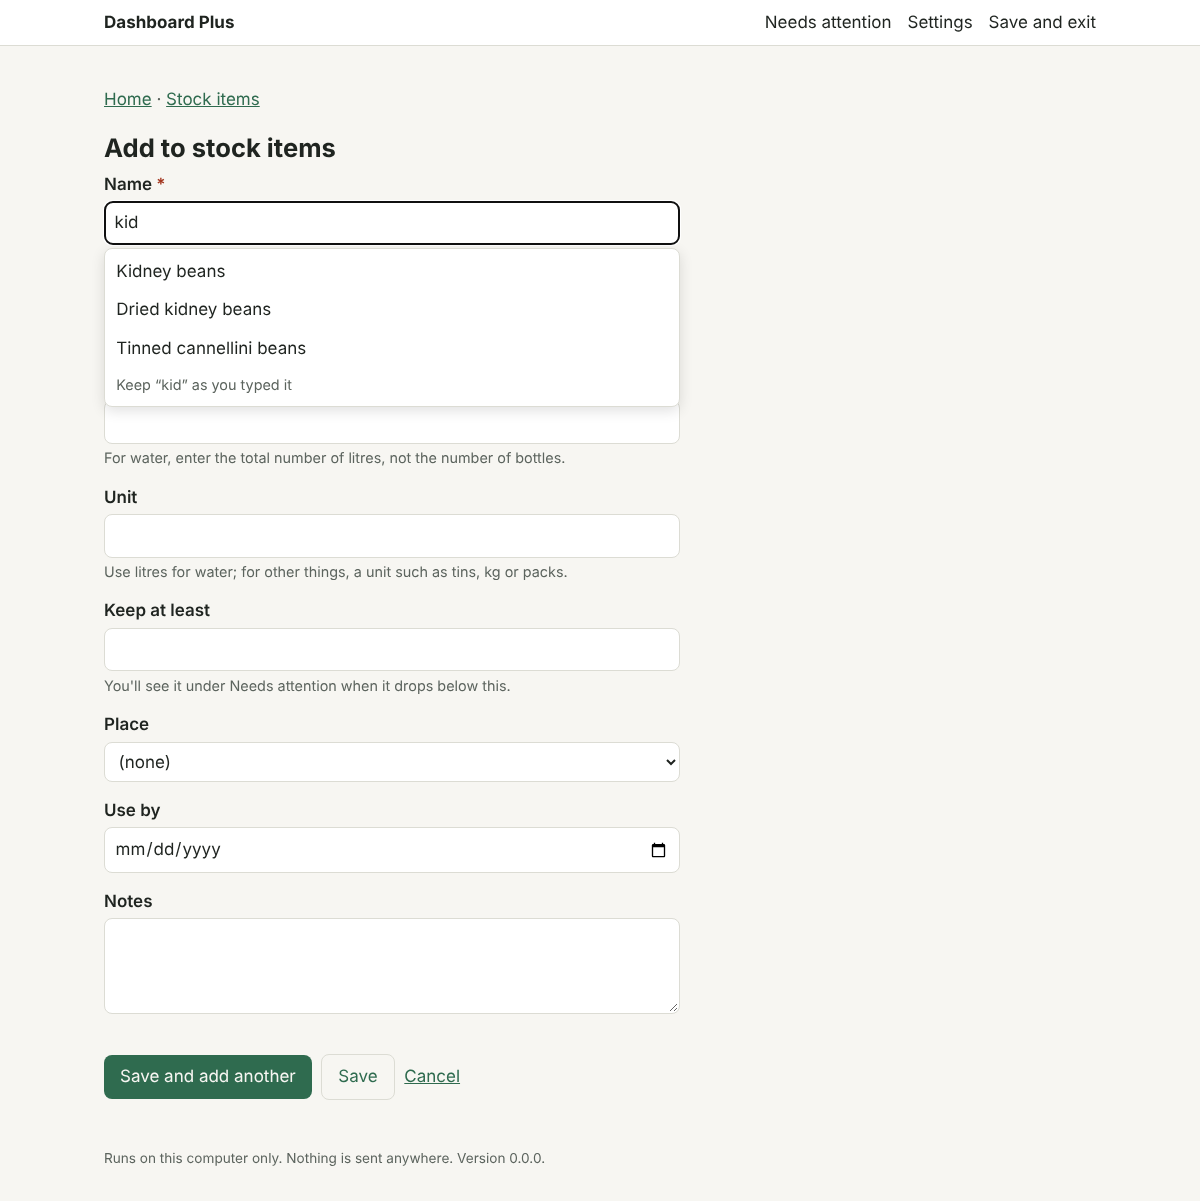 Dashboard Plus
Needs attention Settings Save and exit
Home · Stock items
Add to stock items
Name *
kid
Kidney beans
Dried kidney beans
Tinned cannellini beans
Keep “kid” as you typed it
For water, enter the total number of litres, not the number of bottles.
Unit
Use litres for water; for other things, a unit such as tins, kg or packs.
Keep at least
You'll see it under Needs attention when it drops below this.
Place
(none)
Use by
mm/dd/yyyy
Notes
Save and add another Save Cancel
Runs on this computer only. Nothing is sent anywhere. Version 0.0.0.